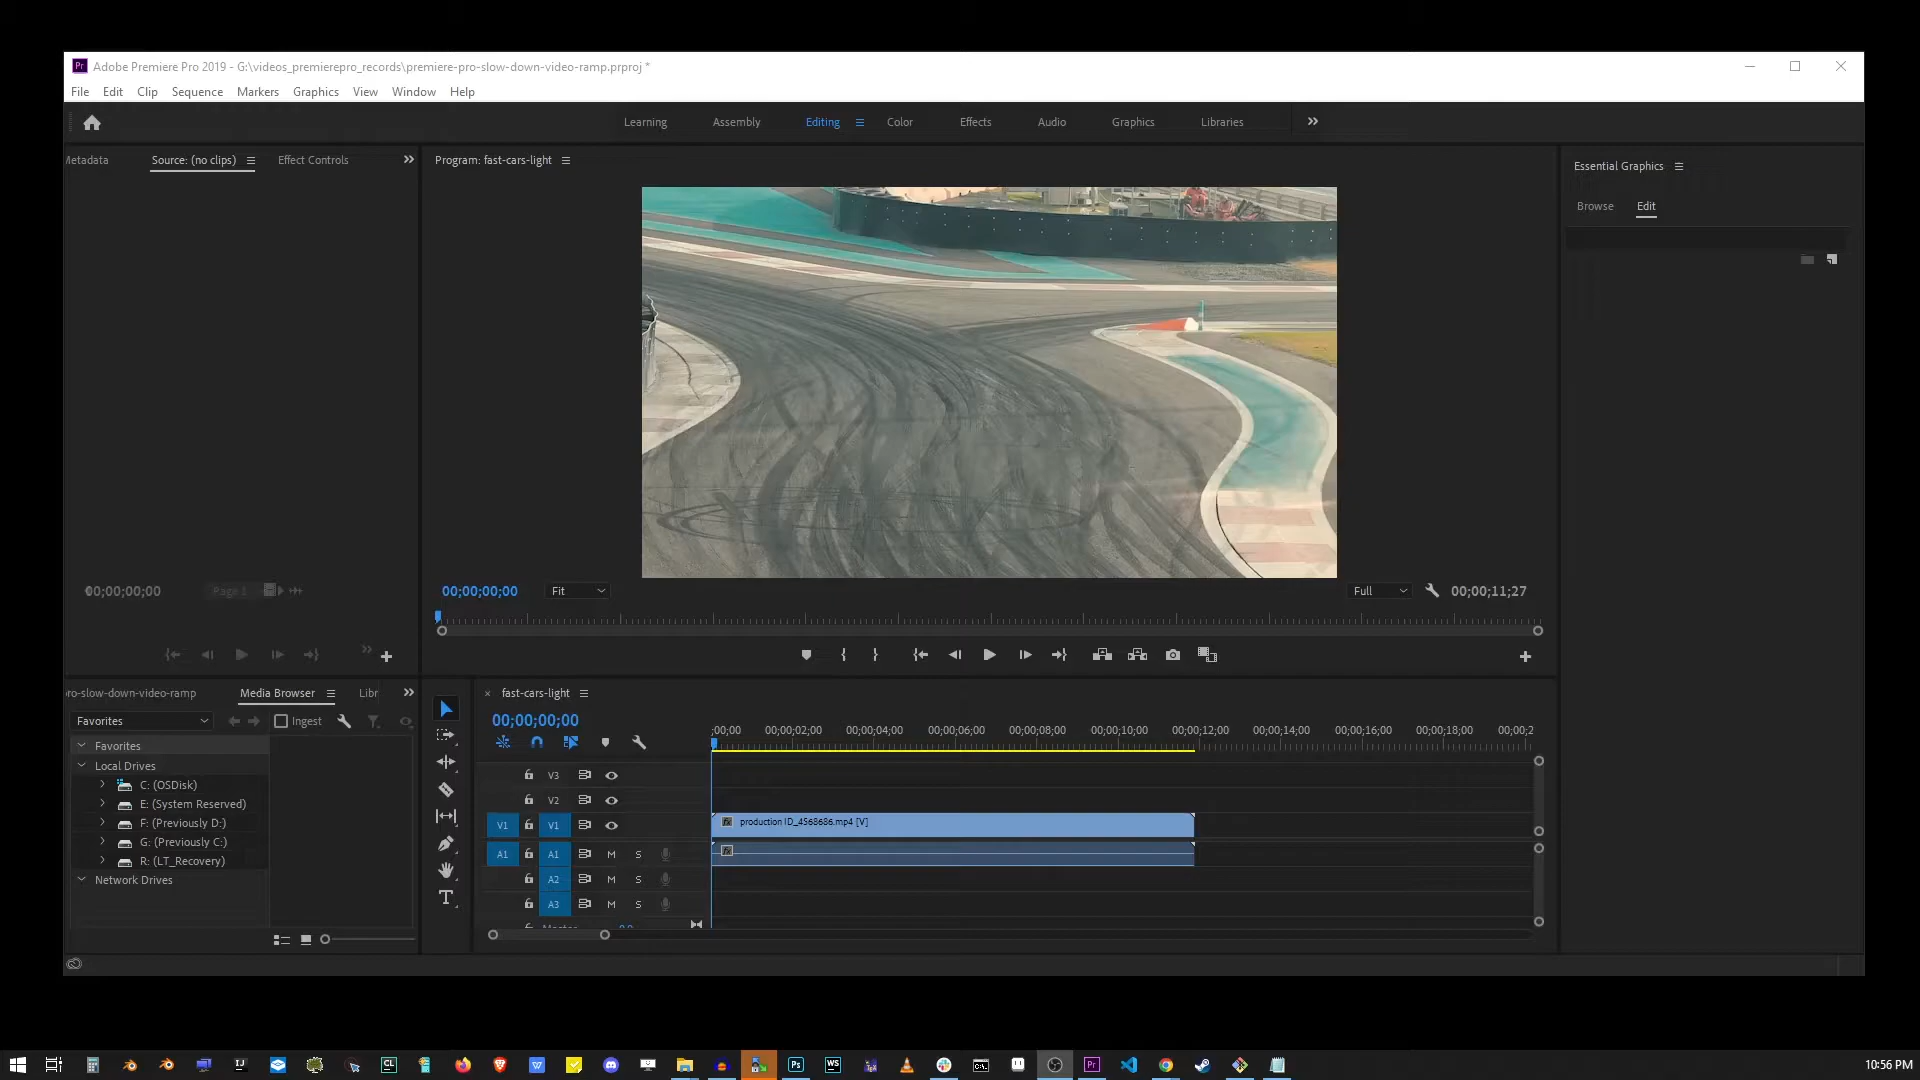 Adobe Premiere Pro 2019 - G:\videos_premierepro_records\premiere-pro-slow-down-video-ramp.prproj *
File Edit Clip Sequence Markers Graphics View Window Help
Learning Assembly Editing Color Effects Audio Graphics Libraries
Metadata Source: (no clips) Effect Controls
Program: fast-cars-light
Essential Graphics
Browse Edit
00;00;00;00 Page 1
00;00;00;00 Fit Full 00;00;11;27
ro-slow-down-video-ramp Media Browser Libr
Favorites Ingest
Favorites
Local Drives
C: (OSDisk)
E: (System Reserved)
F: (Previously D:)
G: (Previously C:)
R: (LT_Recovery)
Network Drives
fast-cars-light
00;00;00;00
;00;00 00;00;02;00 00;00;04;00 00;00;06;00 00;00;08;00 00;00;10;00 00;00;12;00 00;00;14;00 00;00;16;00 00;00;18;00 00;00;2
V3
V2
V1 V1 production ID_4568686.mp4 [V]
A1 A1 M S
A2 M S
A3 M S
10:56 PM